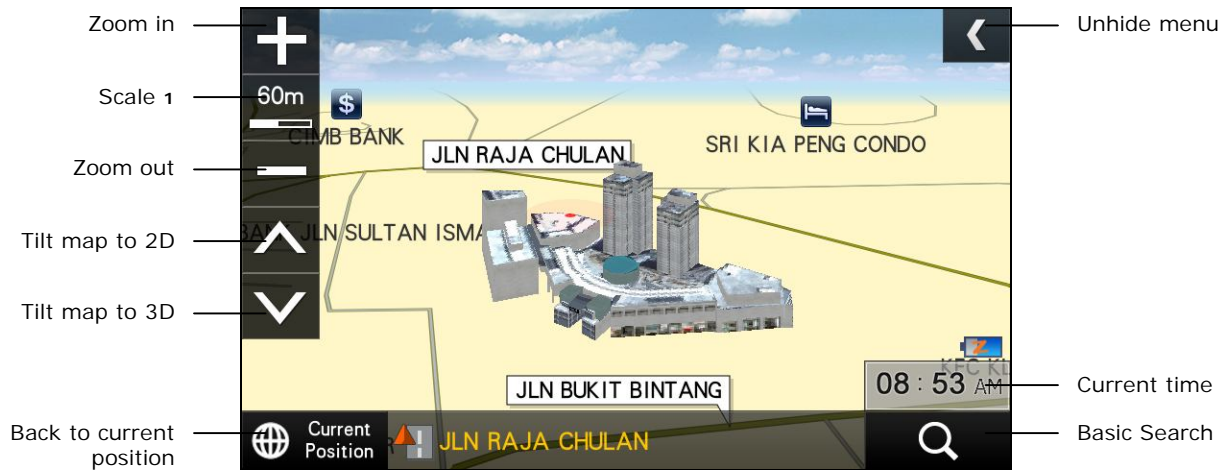 Zoom in
Unhide menu
Scale 1
60m
$
CIMB BANK
JLN RAJA CHULAN
SRI KIA PENG CONDO
Zoom out
Tilt map to 2D
JLN SULTAN ISMA
Tilt map to 3D
KFC KL
08 : 53 AM
Current time
JLN BUKIT BINTANG
Back to current
position
Current
Position
JLN RAJA CHULAN
Basic Search